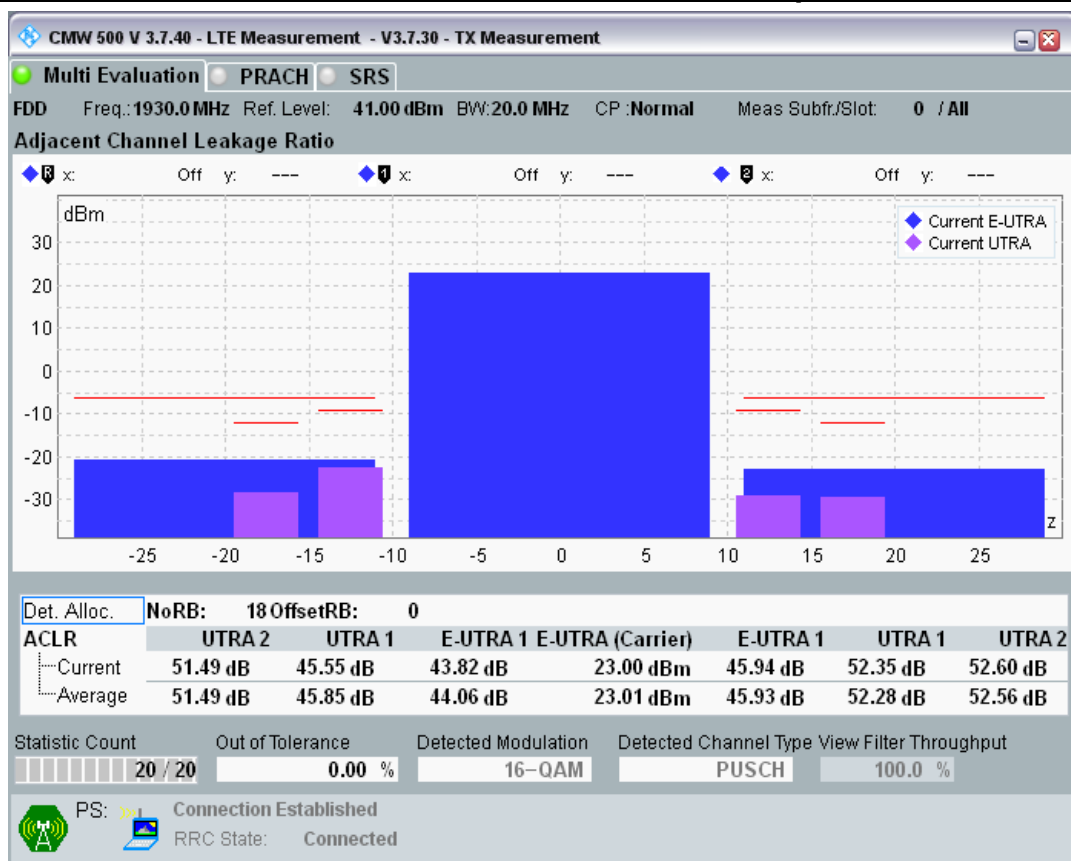 CMW 500 V 3.7.40 - LTE Measurement - V3.7.30 - TX Measurement
Multi Evaluation PRACH SRS
FDD Freq.: 1930.0 MHz Ref. Level: 41.00 dBm BW: 20.0 MHz CP : Normal Meas Subfr./Slot: 0 / All
Adjacent Channel Leakage Ratio
R x: Off y: --- 1 x: Off y: --- 2 x: Off y: ---
dBm
Current E-UTRA
Current UTRA
30
20
10
0
-10
-20
-30
z
-25 -20 -15 -10 -5 0 5 10 15 20 25
Det. Alloc. NoRB: 18 OffsetRB: 0
ACLR UTRA 2 UTRA 1 E-UTRA 1 E-UTRA (Carrier) E-UTRA 1 UTRA 1 UTRA 2
Current 51.49 dB 45.55 dB 43.82 dB 23.00 dBm 45.94 dB 52.35 dB 52.60 dB
Average 51.49 dB 45.85 dB 44.06 dB 23.01 dBm 45.93 dB 52.28 dB 52.56 dB
Statistic Count Out of Tolerance Detected Modulation Detected Channel Type View Filter Throughput
20 / 20 0.00 % 16-QAM PUSCH 100.0 %
PS: Connection Established
RRC State: Connected